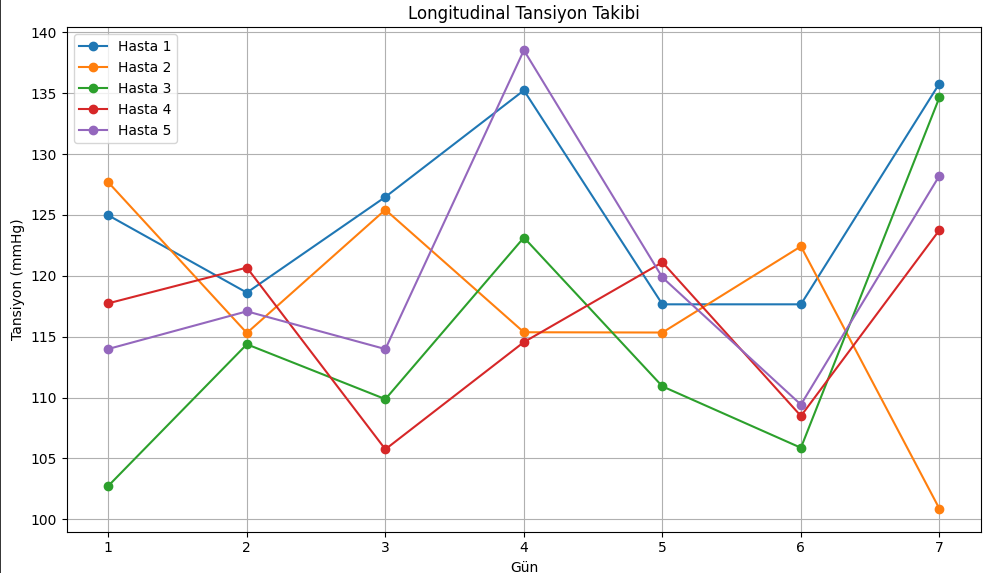 Longitudinal Tansiyon Takibi
Hasta 1
Hasta 2
Hasta 3
Hasta 4
Hasta 5
Tansiyon (mmHg)
140
135
130
125
120
115
110
105
100
1 2 3 4 5 6 7
Gün